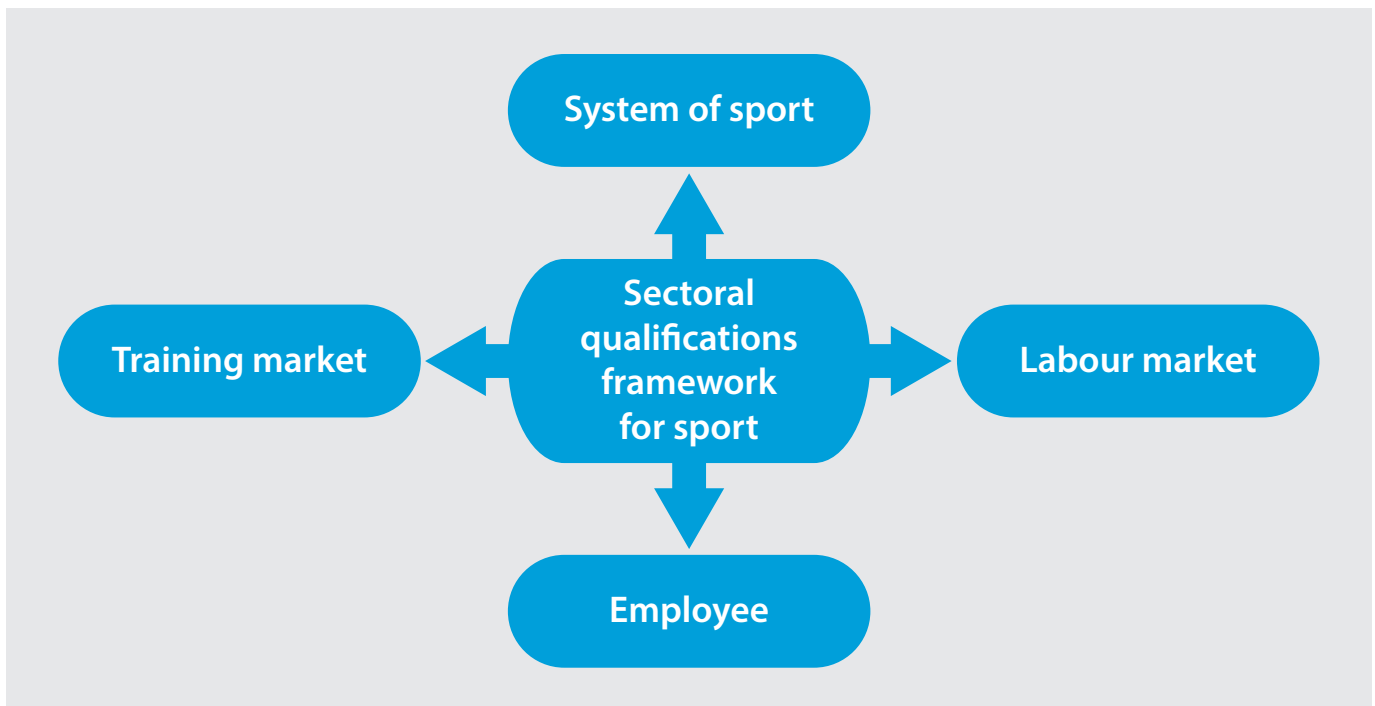 System of sport
Sectoral
qualifications
framework
for sport
Training market
Labour market
Employee